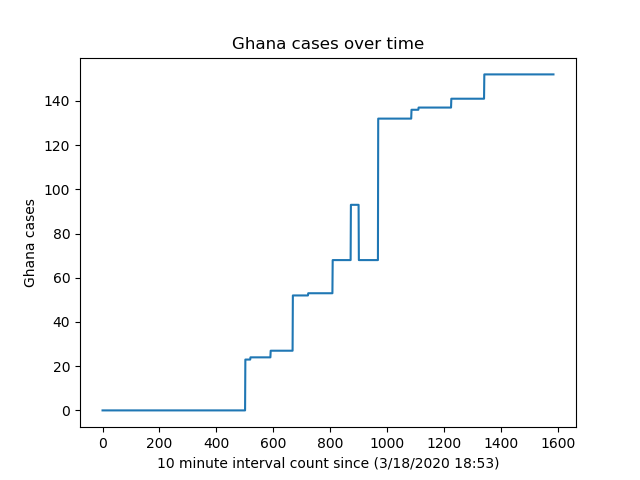 Ghana cases over time
140
120
100
80
60
40
20
0
Ghana cases
0 200 400 600 800 1000 1200 1400 1600
10 minute interval count since (3/18/2020 18:53)